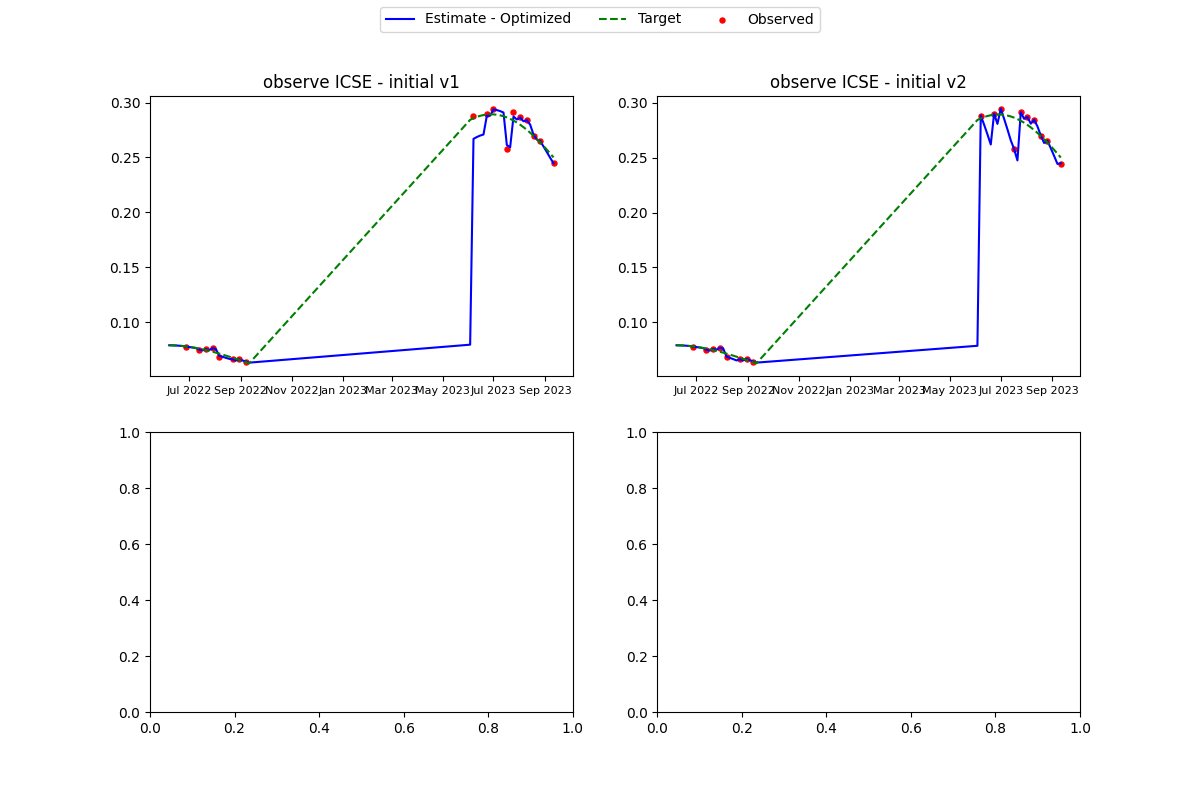 Estimate - Optimized Target Observed
observe ICSE - initial v1 observe ICSE - initial v2
0.30 0.30
0.25 0.25
0.20 0.20
0.15 0.15
0.10 0.10
Jul 2022 Sep 2022 Nov 2022 Jan 2023 Mar 2023 May 2023 Jul 2023 Sep 2023 Jul 2022 Sep 2022 Nov 2022 Jan 2023 Mar 2023 May 2023 Jul 2023 Sep 2023
1.0 1.0
0.8 0.8
0.6 0.6
0.4 0.4
0.2 0.2
0.0 0.0
0.0 0.2 0.4 0.6 0.8 1.0 0.0 0.2 0.4 0.6 0.8 1.0